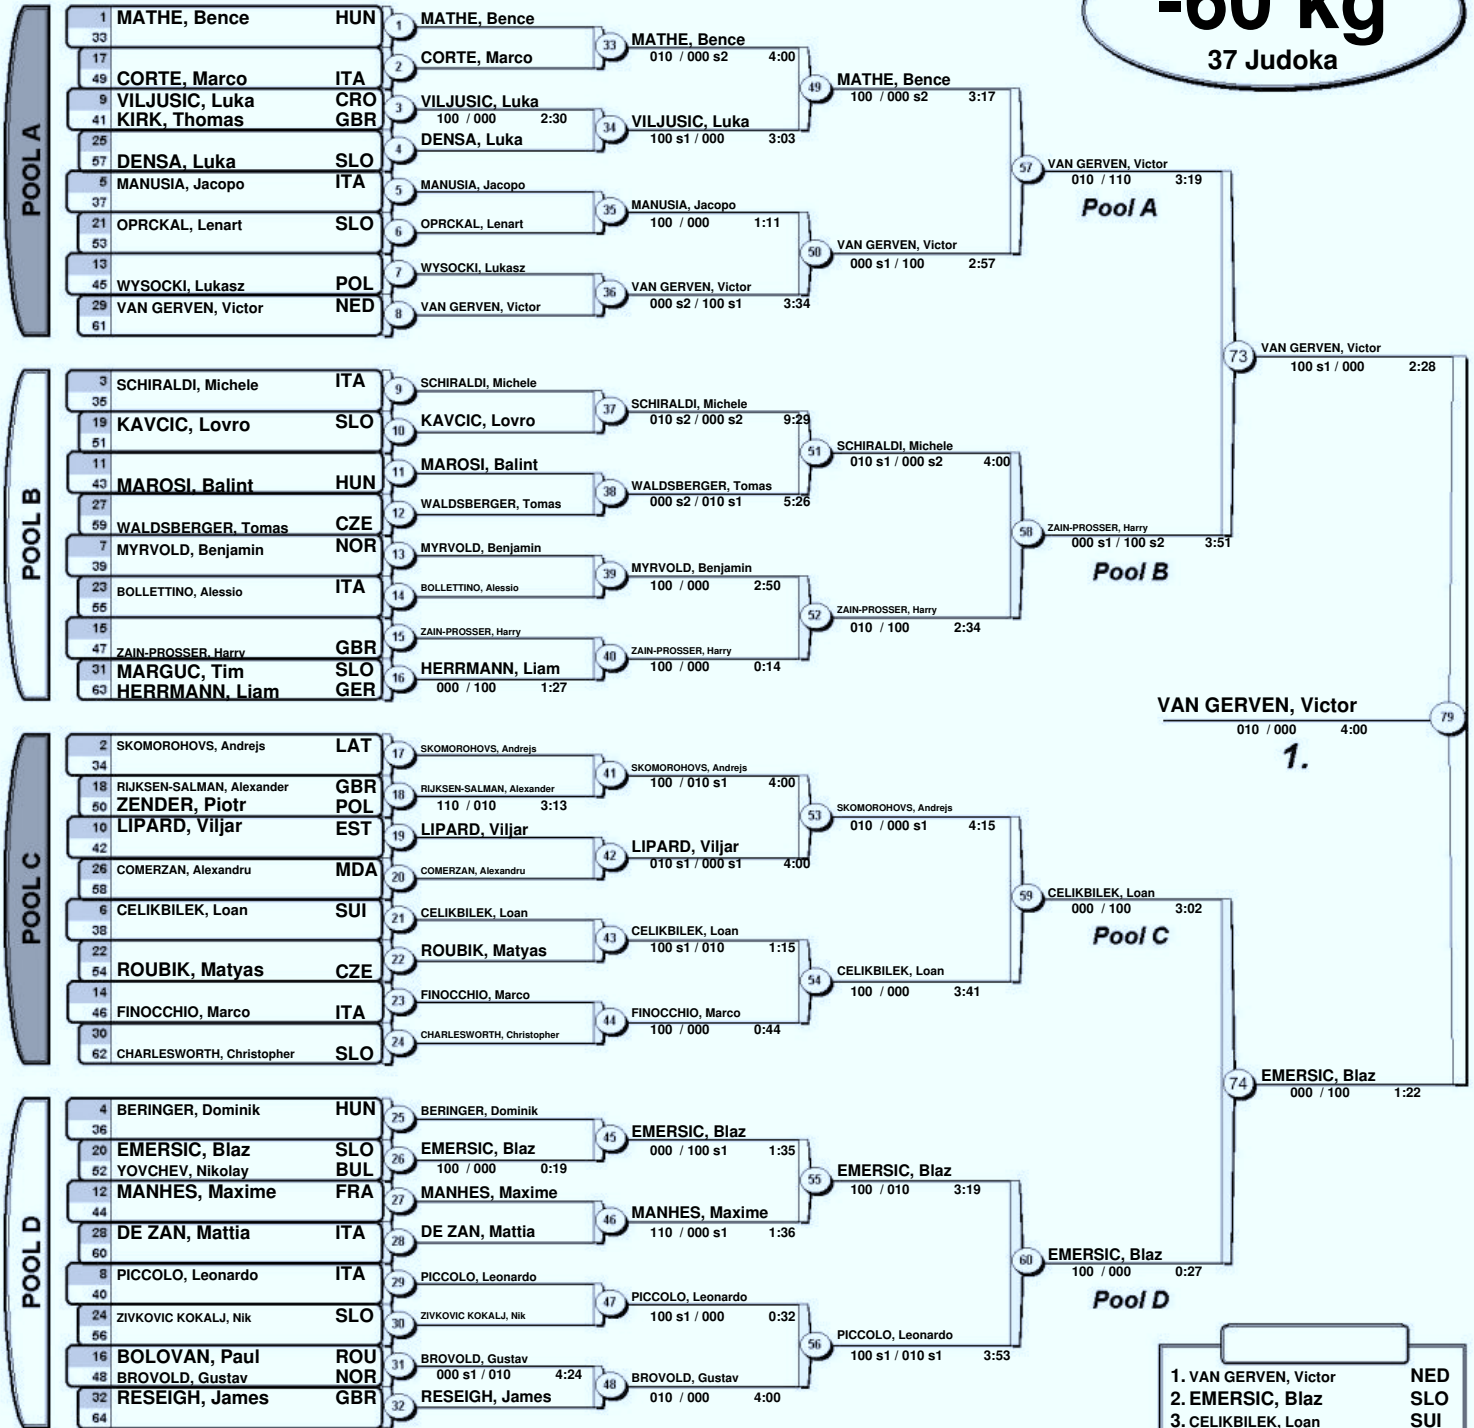 -60 kg
37 Judoka
POOL A
1 MATHE, Bence HUN
33
17
49 CORTE, Marco ITA
9 VILJUSIC, Luka CRO
41 KIRK, Thomas GBR
25
57 DENSA, Luka SLO
5 MANUSIA, Jacopo ITA
37
21 OPRCKAL, Lenart SLO
53
13
45 WYSOCKI, Lukasz POL
29 VAN GERVEN, Victor NED
61
1 MATHE, Bence
2 CORTE, Marco
3 VILJUSIC, Luka
100 / 000 2:30
4 DENSA, Luka
5 MANUSIA, Jacopo
6 OPRCKAL, Lenart
7 WYSOCKI, Lukasz
8 VAN GERVEN, Victor
33 MATHE, Bence
010 / 000 s2 4:00
34 VILJUSIC, Luka
100 s1 / 000 3:03
35 MANUSIA, Jacopo
100 / 000 1:11
36 VAN GERVEN, Victor
000 s2 / 100 s1 3:34
49 MATHE, Bence
100 / 000 s2 3:17
50 VAN GERVEN, Victor
000 s1 / 100 2:57
57 VAN GERVEN, Victor
010 / 110 3:19
Pool A
POOL B
3 SCHIRALDI, Michele ITA
35
19 KAVCIC, Lovro SLO
51
11
43 MAROSI, Balint HUN
27
59 WALDSBERGER, Tomas CZE
7 MYRVOLD, Benjamin NOR
39
23 BOLLETTINO, Alessio ITA
55
15
47 ZAIN-PROSSER, Harry GBR
31 MARGUC, Tim SLO
63 HERRMANN, Liam GER
9 SCHIRALDI, Michele
10 KAVCIC, Lovro
11 MAROSI, Balint
12 WALDSBERGER, Tomas
13 MYRVOLD, Benjamin
14 BOLLETTINO, Alessio
15 ZAIN-PROSSER, Harry
16 HERRMANN, Liam
000 / 100 1:27
37 SCHIRALDI, Michele
010 s2 / 000 s2 9:29
38 WALDSBERGER, Tomas
000 s2 / 010 s1 5:26
39 MYRVOLD, Benjamin
100 / 000 2:50
40 ZAIN-PROSSER, Harry
100 / 000 0:14
51 SCHIRALDI, Michele
010 s1 / 000 s2 4:00
52 ZAIN-PROSSER, Harry
010 / 100 2:34
58 ZAIN-PROSSER, Harry
000 s1 / 100 s2 3:51
Pool B
73 VAN GERVEN, Victor
100 s1 / 000 2:28
VAN GERVEN, Victor 79
010 / 000 4:00
1.
POOL C
2 SKOMOROHOVS, Andrejs LAT
34
18 RIJKSEN-SALMAN, Alexander GBR
50 ZENDER, Piotr POL
10 LIPARD, Viljar EST
42
26 COMERZAN, Alexandru MDA
58
6 CELIKBILEK, Loan SUI
38
22
54 ROUBIK, Matyas CZE
14
46 FINOCCHIO, Marco ITA
30
62 CHARLESWORTH, Christopher SLO
17 SKOMOROHOVS, Andrejs
18 RIJKSEN-SALMAN, Alexander
110 / 010 3:13
19 LIPARD, Viljar
20 COMERZAN, Alexandru
21 CELIKBILEK, Loan
22 ROUBIK, Matyas
23 FINOCCHIO, Marco
24 CHARLESWORTH, Christopher
41 SKOMOROHOVS, Andrejs
100 / 010 s1 4:00
42 LIPARD, Viljar
010 s1 / 000 s1 4:00
43 CELIKBILEK, Loan
100 s1 / 010 1:15
44 FINOCCHIO, Marco
100 / 000 0:44
53 SKOMOROHOVS, Andrejs
010 / 000 s1 4:15
54 CELIKBILEK, Loan
100 / 000 3:41
59 CELIKBILEK, Loan
000 / 100 3:02
Pool C
POOL D
4 BERINGER, Dominik HUN
36
20 EMERSIC, Blaz SLO
52 YOVCHEV, Nikolay BUL
12 MANHES, Maxime FRA
44
28 DE ZAN, Mattia ITA
60
8 PICCOLO, Leonardo ITA
40
24 ZIVKOVIC KOKALJ, Nik SLO
56
16 BOLOVAN, Paul ROU
48 BROVOLD, Gustav NOR
32 RESEIGH, James GBR
64
25 BERINGER, Dominik
26 EMERSIC, Blaz
100 / 000 0:19
27 MANHES, Maxime
28 DE ZAN, Mattia
29 PICCOLO, Leonardo
30 ZIVKOVIC KOKALJ, Nik
31 BROVOLD, Gustav
000 s1 / 010 4:24
32 RESEIGH, James
45 EMERSIC, Blaz
000 / 100 s1 1:35
46 MANHES, Maxime
110 / 000 s1 1:36
47 PICCOLO, Leonardo
100 s1 / 000 0:32
48 BROVOLD, Gustav
010 / 000 4:00
55 EMERSIC, Blaz
100 / 010 3:19
56 PICCOLO, Leonardo
100 s1 / 010 s1 3:53
60 EMERSIC, Blaz
100 / 000 0:27
Pool D
74 EMERSIC, Blaz
000 / 100 1:22
1. VAN GERVEN, Victor NED
2. EMERSIC, Blaz SLO
3. CELIKBILEK, Loan SUI